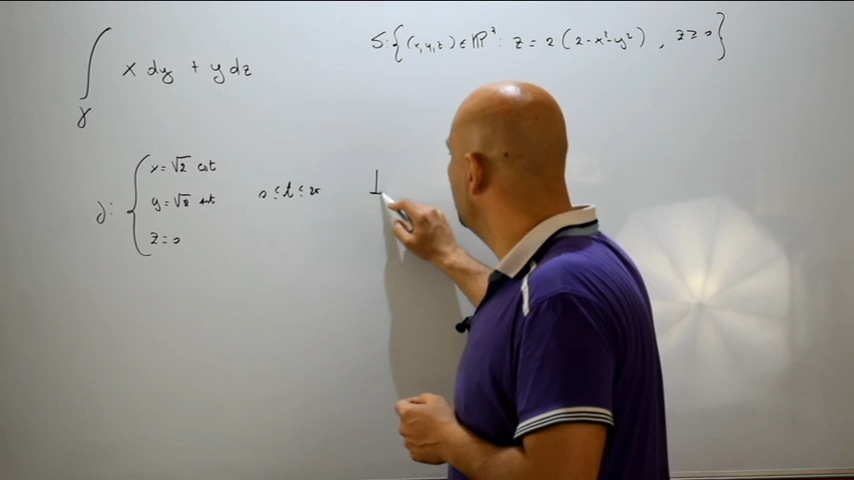 ∫γ x dy + y dz
S: {(x,y,z) ∈ ℝ³ : z = 2(2-x²-y²), z ≥ 0}
γ: { x = √2 cos t
y = √2 sin t 0 ≤ t ≤ 2π
z = 0